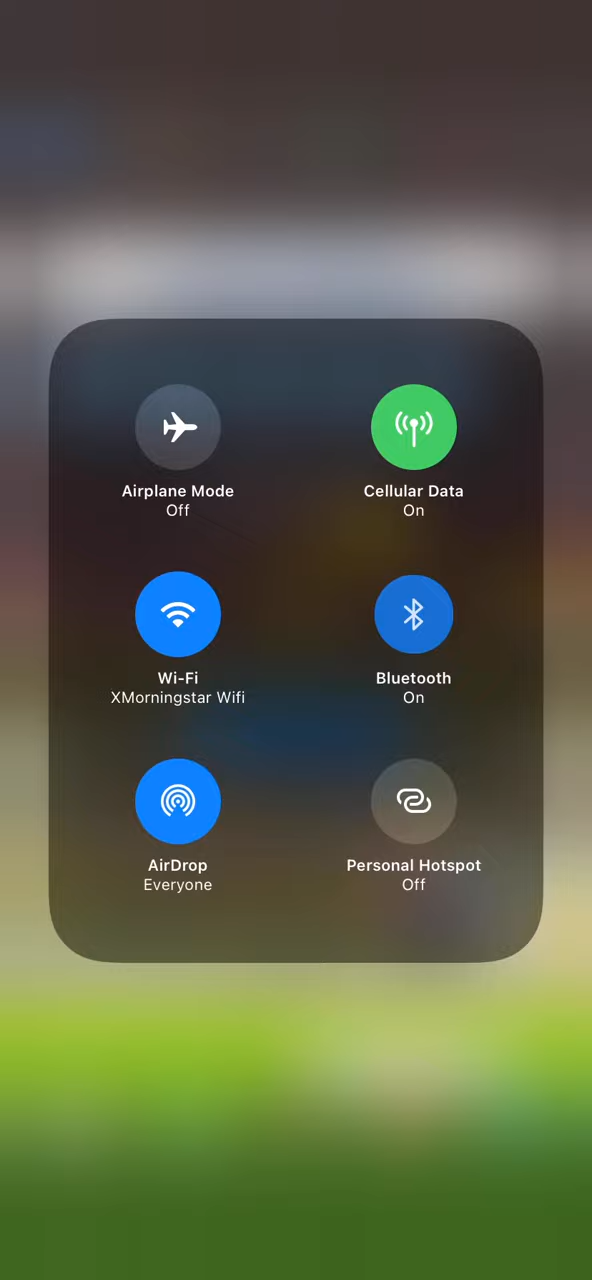 Airplane Mode
Off
Cellular Data
On
Wi-Fi
XMorningstar Wifi
Bluetooth
On
AirDrop
Everyone
Personal Hotspot
Off